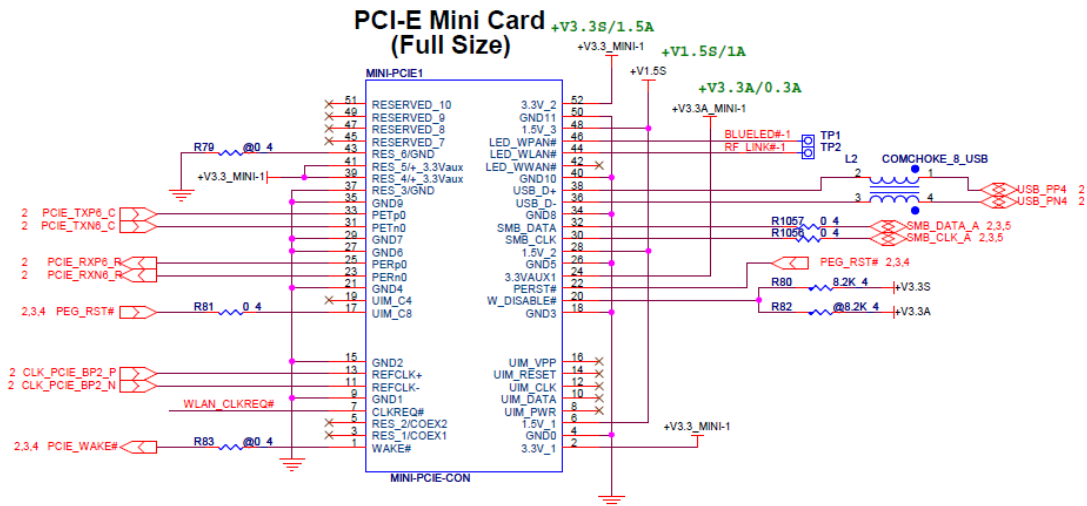 PCI-E Mini Card
(Full Size)
+V3.3S/1.5A
+V3.3_MINI-1
+V1.5S/1A
+V1.5S
+V3.3A/0.3A
+V3.3A_MINI-1
MINI-PCIE1
51 RESERVED_10 3.3V_2 52
49 RESERVED_9 GND11 50
47 RESERVED_8 1.5V_3 48
45 RESERVED_7 LED_WPAN# 46 BLUELED#-1 TP1
R79 @0 4 43 RES_6/GND LED_WLAN# 44 RF_LINK#-1 TP2
41 RES_5/+_3.3Vaux LED_WWAN# 42
+V3.3_MINI-1 39 RES_4/+_3.3Vaux GND10 40
L2 COMCHOKE_8_USB
37 RES_3/GND USB_D+ 38 2 1 USB_PP4 2
35 GND9 USB_D- 36 3 4 USB_PN4 2
2 PCIE_TXP6_C 33 PETp0 GND8 34
2 PCIE_TXN6_C 31 PETn0 SMB_DATA 32 R1057 0 4 SMB_DATA_A 2,3,5
29 GND7 SMB_CLK 30 R1056 0 4 SMB_CLK_A 2,3,5
27 GND6 1.5V_2 28
2 PCIE_RXP6_R 25 PERp0 GND5 26
2 PCIE_RXN6_R 23 PERn0 3.3VAUX1 24
21 GND4 PERST# 22 PEG_RST# 2,3,4
19 UIM_C4 W_DISABLE# 20 R80 8.2K 4 +V3.3S
2,3,4 PEG_RST# R81 0 4 17 UIM_C8 GND3 18 R82 @8.2K 4 +V3.3A
15 GND2 UIM_VPP 16
2 CLK_PCIE_BP2_P 13 REFCLK+ UIM_RESET 14
2 CLK_PCIE_BP2_N 11 REFCLK- UIM_CLK 12
9 GND1 UIM_DATA 10
WLAN_CLKREQ# 7 CLKREQ# UIM_PWR 8
5 RES_2/COEX2 1.5V_1 6
3 RES_1/COEX1 GND0 4
2,3,4 PCIE_WAKE# R83 @0 4 1 WAKE# 3.3V_1 2 +V3.3_MINI-1
MINI-PCIE-CON